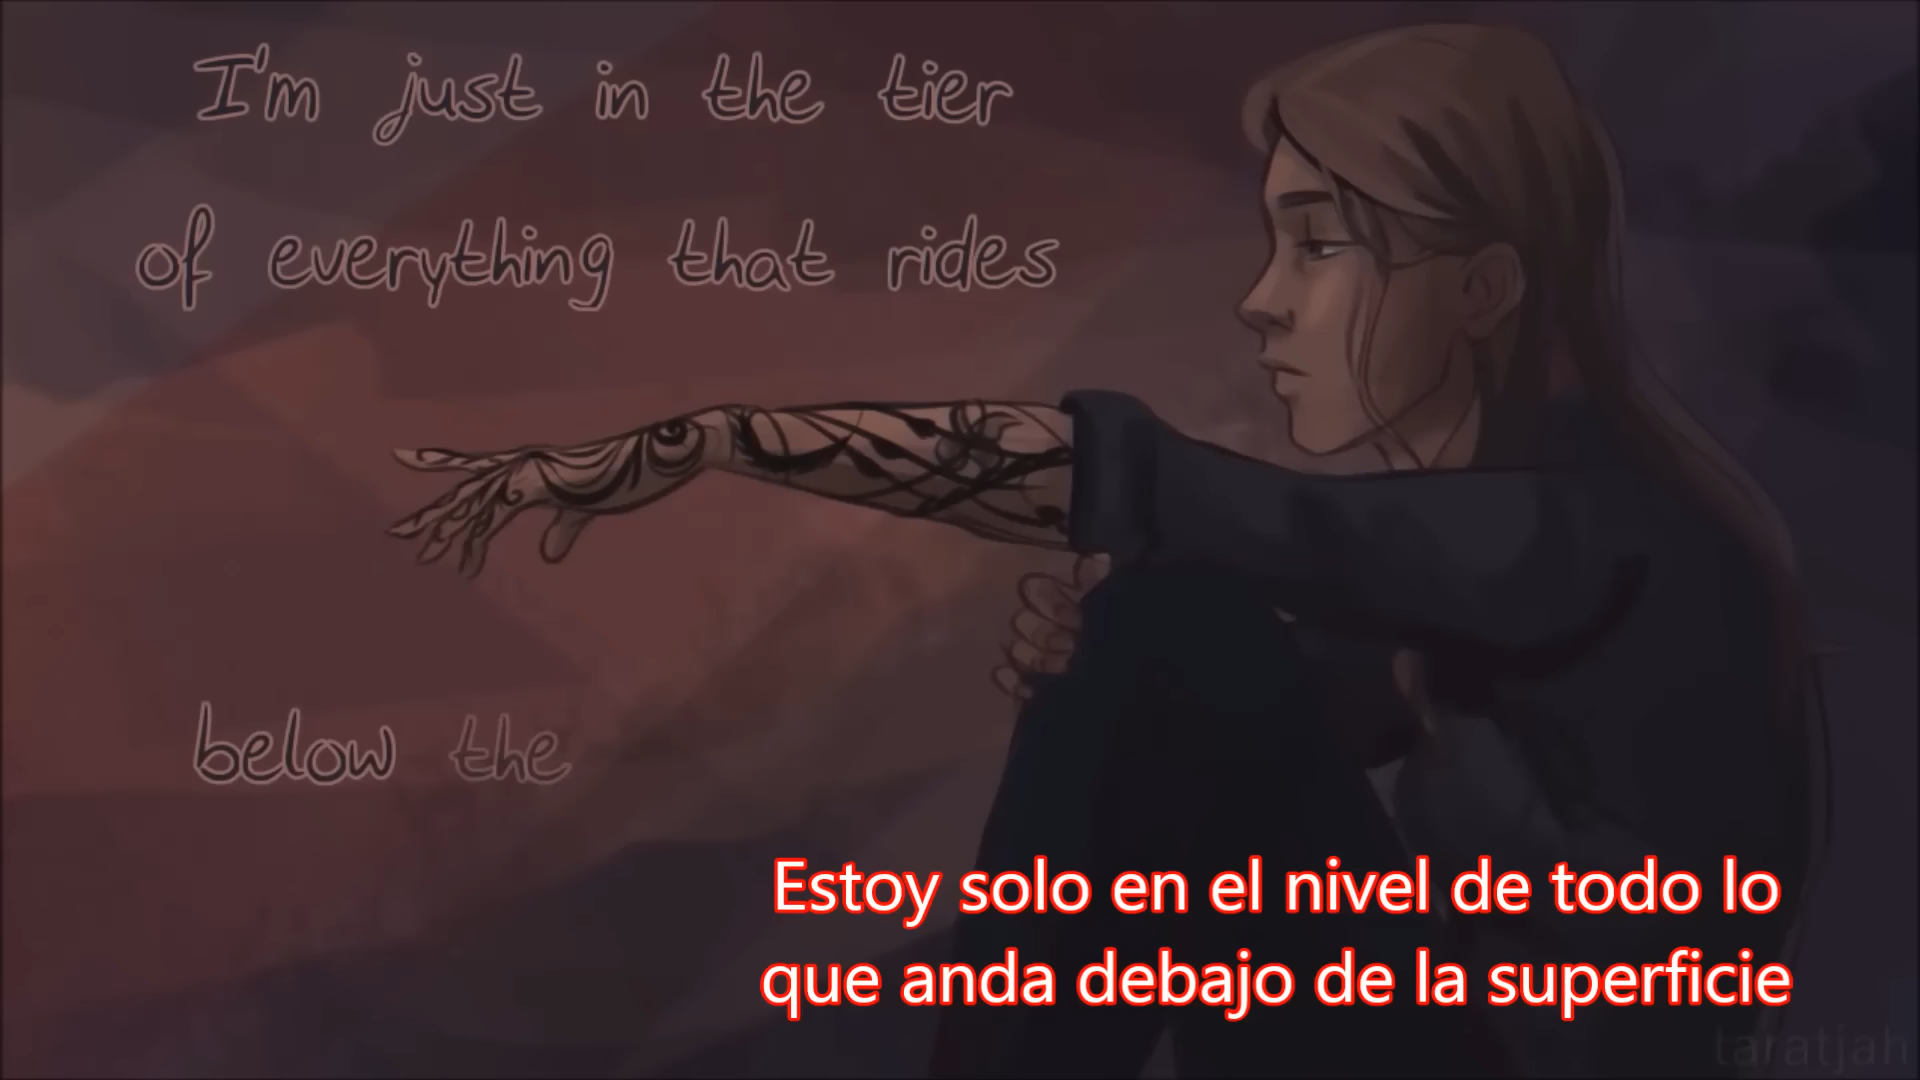 I'm just in the tier
of everything that rides
below the
Estoy solo en el nivel de todo lo
que anda debajo de la superficie
taratjah